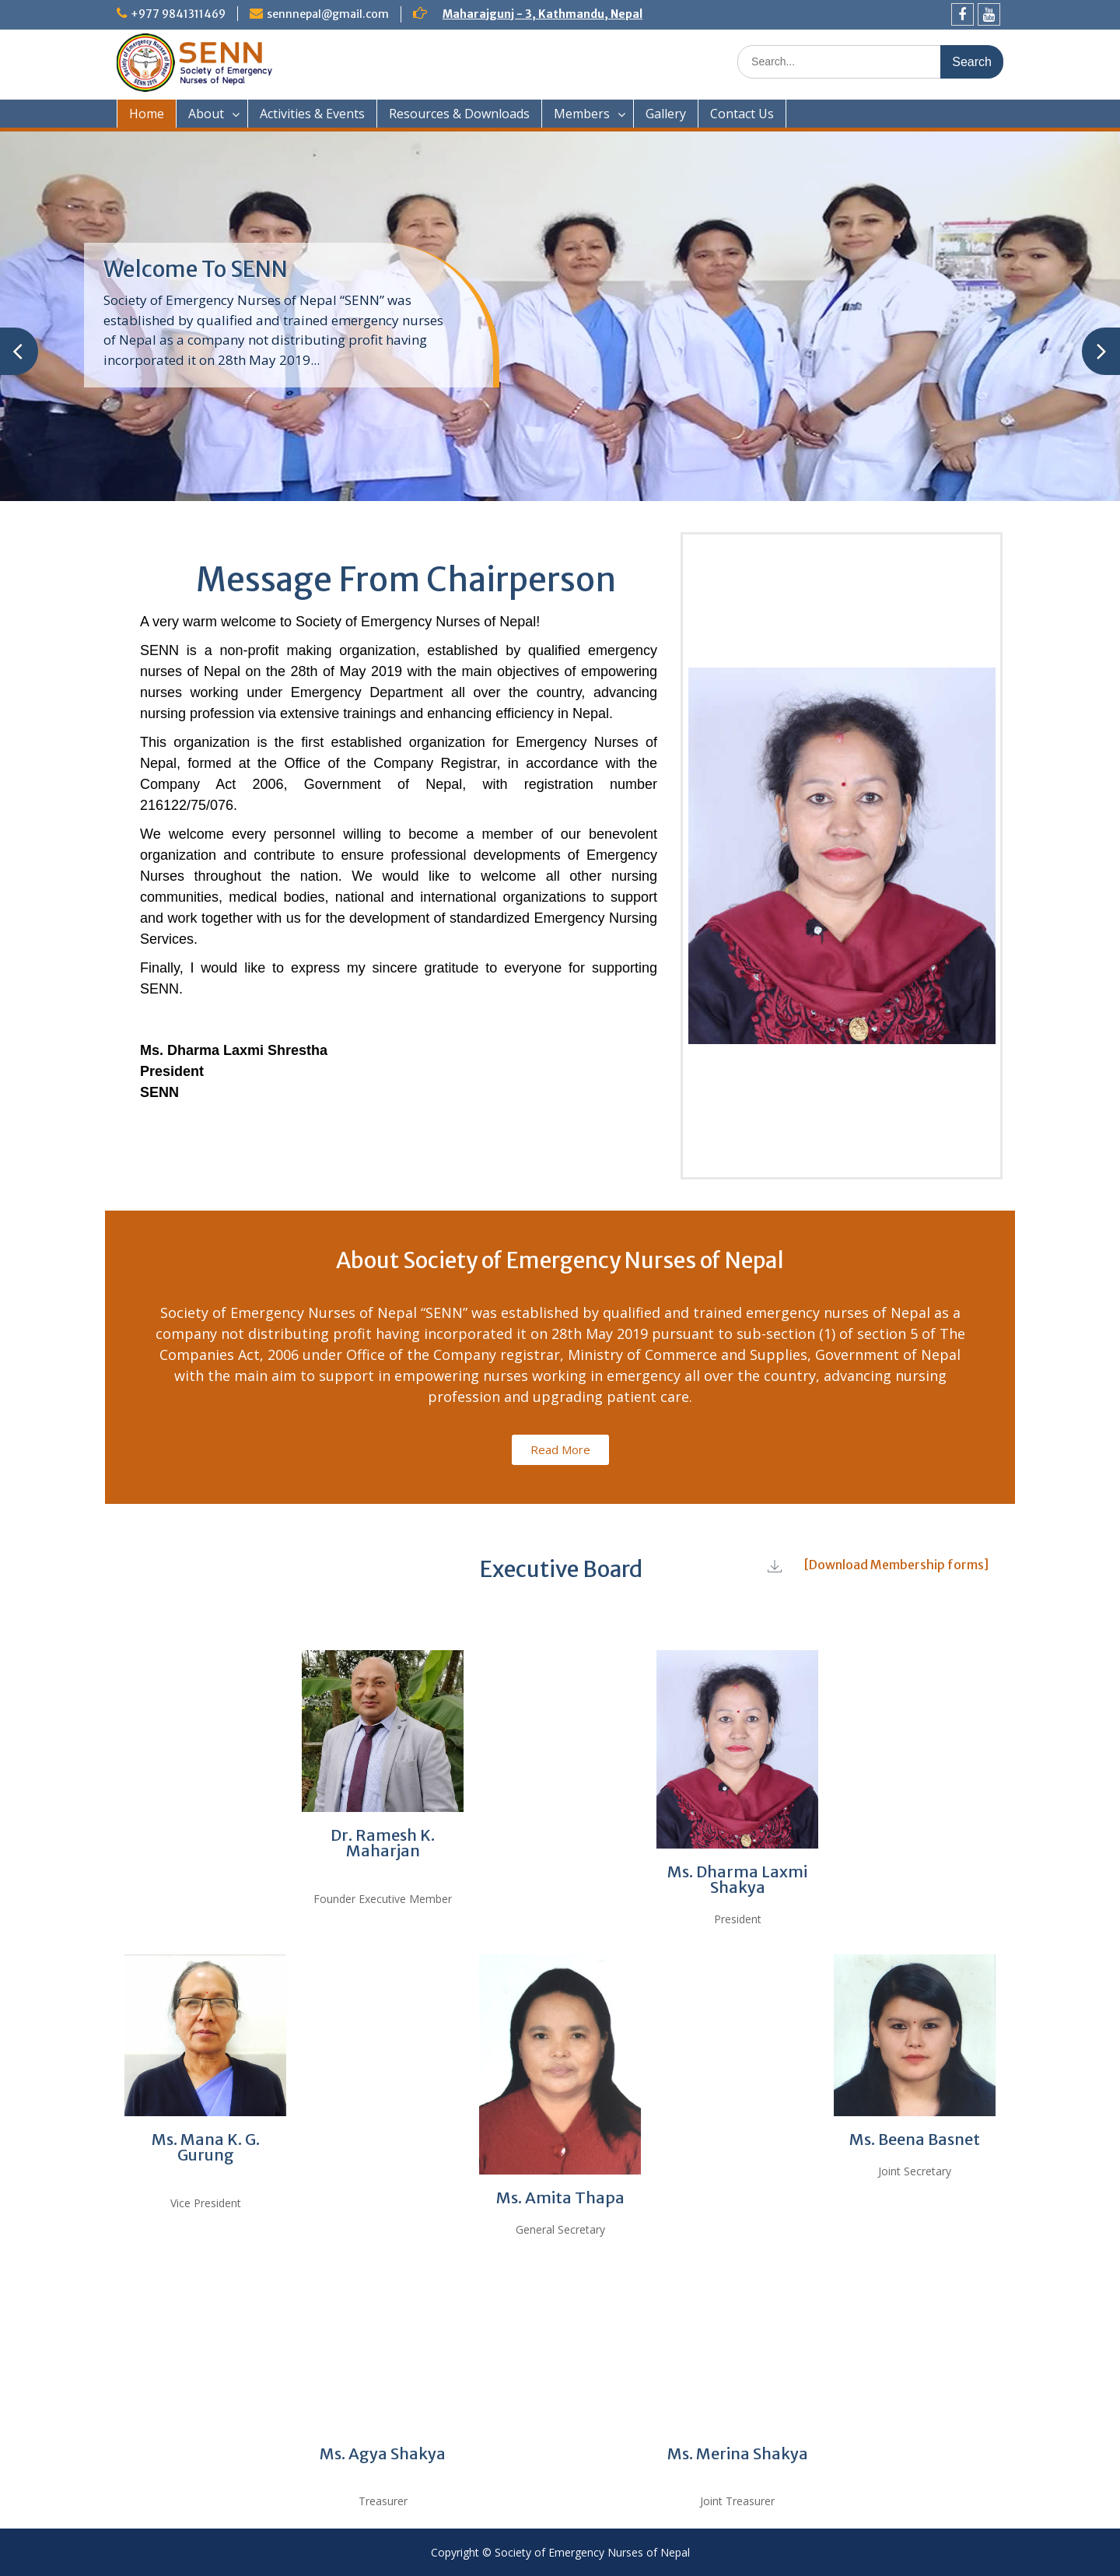 +977 9841311469
sennnepal@gmail.com
Maharajgunj - 3, Kathmandu, Nepal
Society of Emergency Nurses of Nepal
SENN 2019
SENN
Society of Emergency
Nurses of Nepal
Search...
Search
Home
About
Activities & Events
Resources & Downloads
Members
Gallery
Contact Us
Welcome To SENN
Society of Emergency Nurses of Nepal “SENN” was
established by qualified and trained emergency nurses
of Nepal as a company not distributing profit having
incorporated it on 28th May 2019...
Message From Chairperson
A very warm welcome to Society of Emergency Nurses of Nepal!
SENN is a non-profit making organization, established by qualified emergency
nurses of Nepal on the 28th of May 2019 with the main objectives of empowering
nurses working under Emergency Department all over the country, advancing
nursing profession via extensive trainings and enhancing efficiency in Nepal.
This organization is the first established organization for Emergency Nurses of
Nepal, formed at the Office of the Company Registrar, in accordance with the
Company Act 2006, Government of Nepal, with registration number
216122/75/076.
We welcome every personnel willing to become a member of our benevolent
organization and contribute to ensure professional developments of Emergency
Nurses throughout the nation. We would like to welcome all other nursing
communities, medical bodies, national and international organizations to support
and work together with us for the development of standardized Emergency Nursing
Services.
Finally, I would like to express my sincere gratitude to everyone for supporting
SENN.
Ms. Dharma Laxmi Shrestha
President
SENN
About Society of Emergency Nurses of Nepal
Society of Emergency Nurses of Nepal “SENN” was established by qualified and trained emergency nurses of Nepal as a
company not distributing profit having incorporated it on 28th May 2019 pursuant to sub-section (1) of section 5 of The
Companies Act, 2006 under Office of the Company registrar, Ministry of Commerce and Supplies, Government of Nepal
with the main aim to support in empowering nurses working in emergency all over the country, advancing nursing
profession and upgrading patient care.
Read More
Executive Board
[Download Membership forms]
Dr. Ramesh K.
Maharjan
Founder Executive Member
Ms. Dharma Laxmi
Shakya
President
Ms. Mana K. G.
Gurung
Vice President
Ms. Amita Thapa
General Secretary
Ms. Beena Basnet
Joint Secretary
Ms. Agya Shakya
Treasurer
Ms. Merina Shakya
Joint Treasurer
Copyright © Society of Emergency Nurses of Nepal